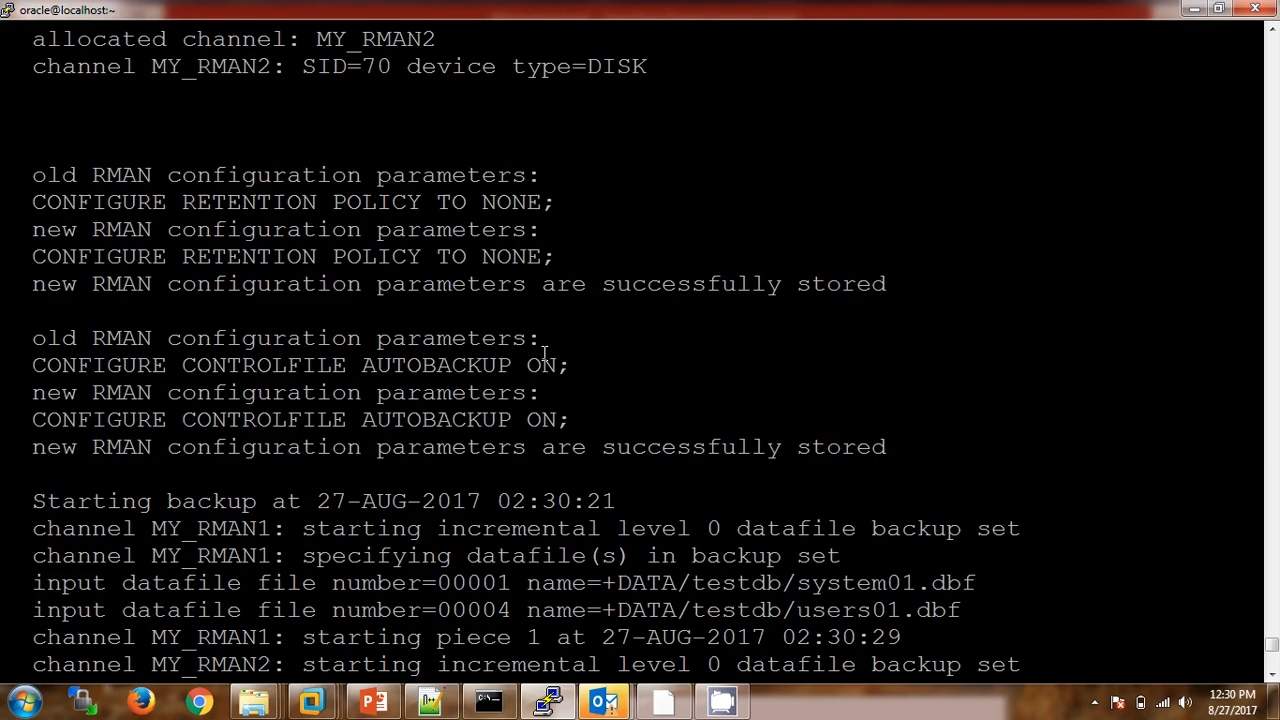 oracle@localhost:~
allocated channel: MY_RMAN2
channel MY_RMAN2: SID=70 device type=DISK
old RMAN configuration parameters:
CONFIGURE RETENTION POLICY TO NONE;
new RMAN configuration parameters:
CONFIGURE RETENTION POLICY TO NONE;
new RMAN configuration parameters are successfully stored
old RMAN configuration parameters:
CONFIGURE CONTROLFILE AUTOBACKUP ON;
new RMAN configuration parameters:
CONFIGURE CONTROLFILE AUTOBACKUP ON;
new RMAN configuration parameters are successfully stored
Starting backup at 27-AUG-2017 02:30:21
channel MY_RMAN1: starting incremental level 0 datafile backup set
channel MY_RMAN1: specifying datafile(s) in backup set
input datafile file number=00001 name=+DATA/testdb/system01.dbf
input datafile file number=00004 name=+DATA/testdb/users01.dbf
channel MY_RMAN1: starting piece 1 at 27-AUG-2017 02:30:29
channel MY_RMAN2: starting incremental level 0 datafile backup set
12:30 PM
8/27/2017